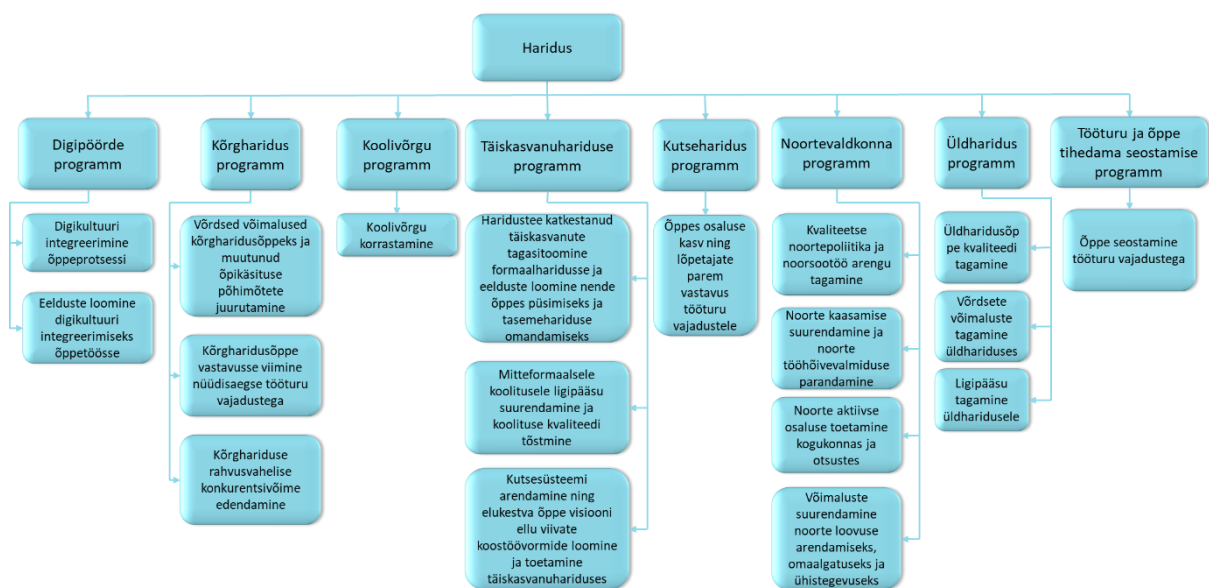 Haridus
Digipöörde
programm
Digikultuuri
integreerimine
õppeprotsessi
Eelduste loomine
digikultuuri
integreerimiseks
õppetöösse
Kõrgharidus
programm
Võrdsed võimalused
kõrgharidusõppeks ja
muutunud
õpikäsituse
põhimõtete
juurutamine
Kõrgharidusõppe
vastavusse viimine
nüüdisaegse tööturu
vajadustega
Kõrghariduse
rahvusvahelise
konkurentsivõime
edendamine
Koolivõrgu
programm
Koolivõrgu
korrastamine
Täiskasvanuhariduse
programm
Haridustee katkestanud
täiskasvanute
tagasitoomine
formaalharidusse ja
eelduste loomine nende
õppes püsimiseks ja
tasemehariduse
omandamiseks
Mitteformaalsele
koolitusele ligipääsu
suurendamine ja
koolituse kvaliteedi
tõstmine
Kutsesüsteemi
arendamine ning
elukestva õppe visiooni
ellu viivate
koostöövormide loomine
ja toetamine
täiskasvanuhariduses
Kutseharidus
programm
Õppes osaluse
kasv ning
lõpetajate
parem
vastavus
tööturu
vajadustele
Noortevaldkonna
programm
Kvaliteetse
noortepoliitika ja
noorsootöö arengu
tagamine
Noorte kaasamise
suurendamine ja
noorte
tööhõivevalmiduse
parandamine
Noorte aktiivse
osaluse toetamine
kogukonnas ja
otsustes
Võimaluste
suurendamine
noorte loovuse
arendamiseks,
omaalgatuseks ja
ühistegevuseks
Üldharidus
programm
Üldharidusõp
pe kvaliteedi
tagamine
Võrdsete
võimaluste
tagamine
üldhariduses
Ligipääsu
tagamine
üldharidusele
Tööturu ja õppe
tihedama seostamise
programm
Õppe seostamine
tööturu vajadustega